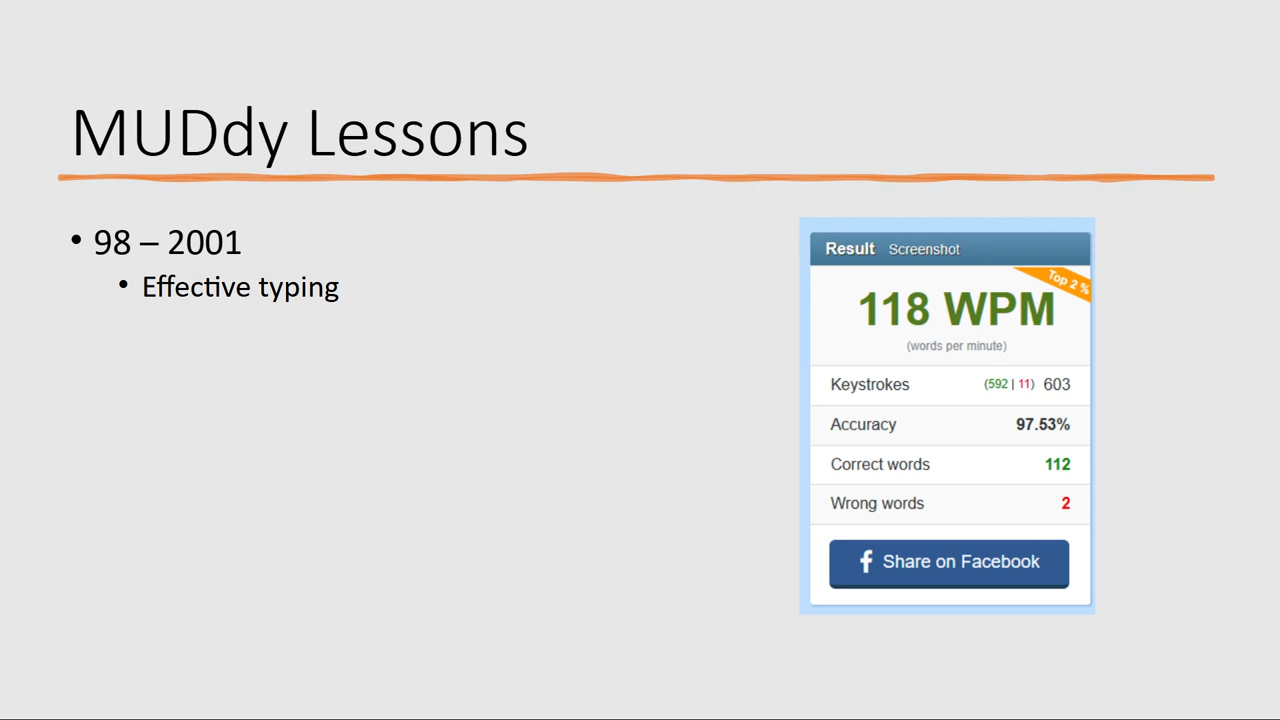 MUDdy Lessons
• 98 – 2001
• Effective typing
Result Screenshot
Top 2 %
118 WPM
(words per minute)
Keystrokes (592 | 11) 603
Accuracy 97.53%
Correct words 112
Wrong words 2
f Share on Facebook